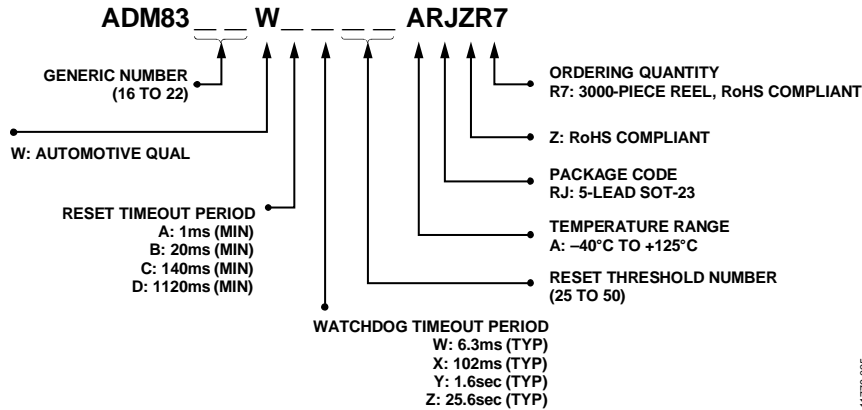 ADM83_ _ W_ _ _ _ ARJZR7
GENERIC NUMBER
(16 TO 22)
W: AUTOMOTIVE QUAL
RESET TIMEOUT PERIOD
A: 1ms (MIN)
B: 20ms (MIN)
C: 140ms (MIN)
D: 1120ms (MIN)
WATCHDOG TIMEOUT PERIOD
W: 6.3ms (TYP)
X: 102ms (TYP)
Y: 1.6sec (TYP)
Z: 25.6sec (TYP)
ORDERING QUANTITY
R7: 3000-PIECE REEL, RoHS COMPLIANT
Z: RoHS COMPLIANT
PACKAGE CODE
RJ: 5-LEAD SOT-23
TEMPERATURE RANGE
A: –40°C TO +125°C
RESET THRESHOLD NUMBER
(25 TO 50)